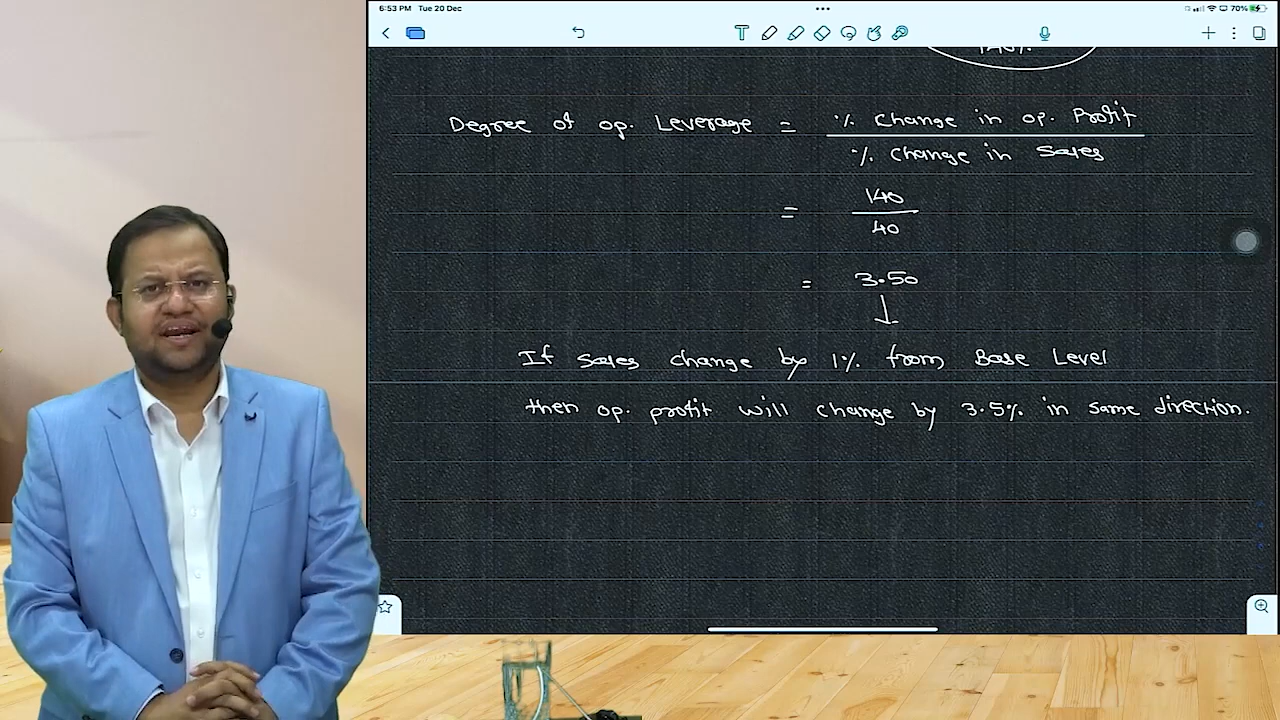 6:53 PM Tue 20 Dec
70%
Degree of op. Leverage = % change in op. Profit
% change in Sales
= 140
40
= 3.50
If sales change by 1% from Base Level
then op. profit will change by 3.5% in same direction.